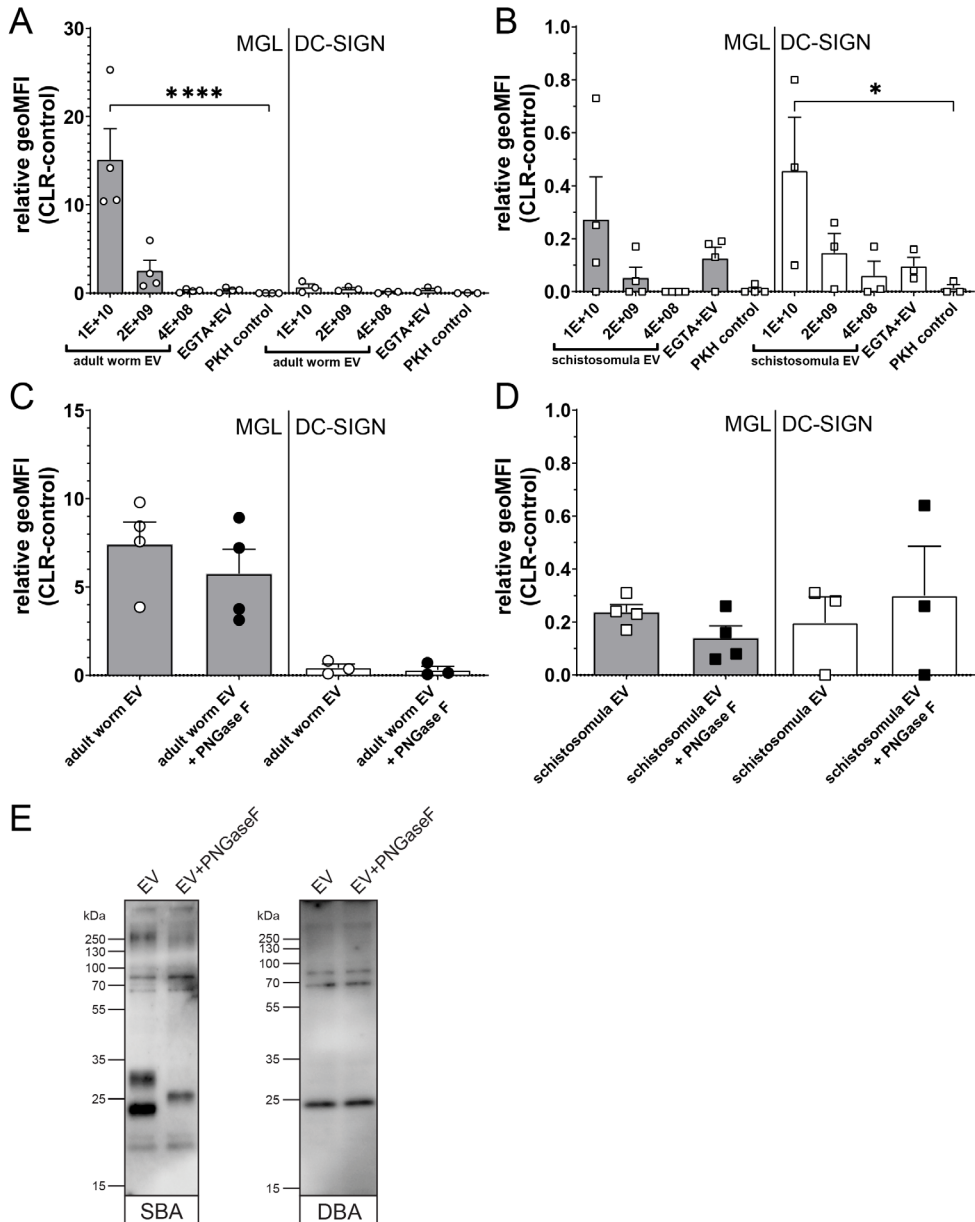 A
relative geoMFI
(CLR-control)
30
20
10
0
MGL
DC-SIGN
****
1E+10
2E+09
4E+08
EGTA+EV
PKH control
1E+10
2E+09
4E+08
EGTA+EV
PKH control
adult worm EV
adult worm EV
B
relative geoMFI
(CLR-control)
1.0
0.8
0.6
0.4
0.2
0.0
MGL
DC-SIGN
*
1E+10
2E+09
4E+08
EGTA+EV
PKH control
1E+10
2E+09
4E+08
EGTA+EV
PKH control
schistosomula EV
schistosomula EV
C
relative geoMFI
(CLR-control)
15
10
5
0
MGL
DC-SIGN
adult worm EV
adult worm EV
+ PNGase F
adult worm EV
adult worm EV
+ PNGase F
D
relative geoMFI
(CLR-control)
1.0
0.8
0.6
0.4
0.2
0.0
MGL
DC-SIGN
schistosomula EV
schistosomula EV
+ PNGase F
schistosomula EV
schistosomula EV
+ PNGase F
E
EV
EV+PNGaseF
kDa
250
130
100
70
55
35
25
15
SBA
EV
EV+PNGaseF
kDa
250
130
100
70
55
35
25
15
DBA